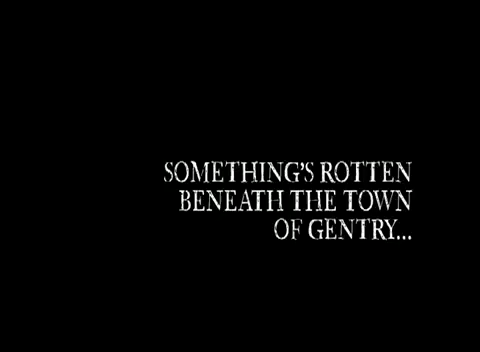 SOMETHING'S ROTTEN
BENEATH THE TOWN
OF GENTRY...